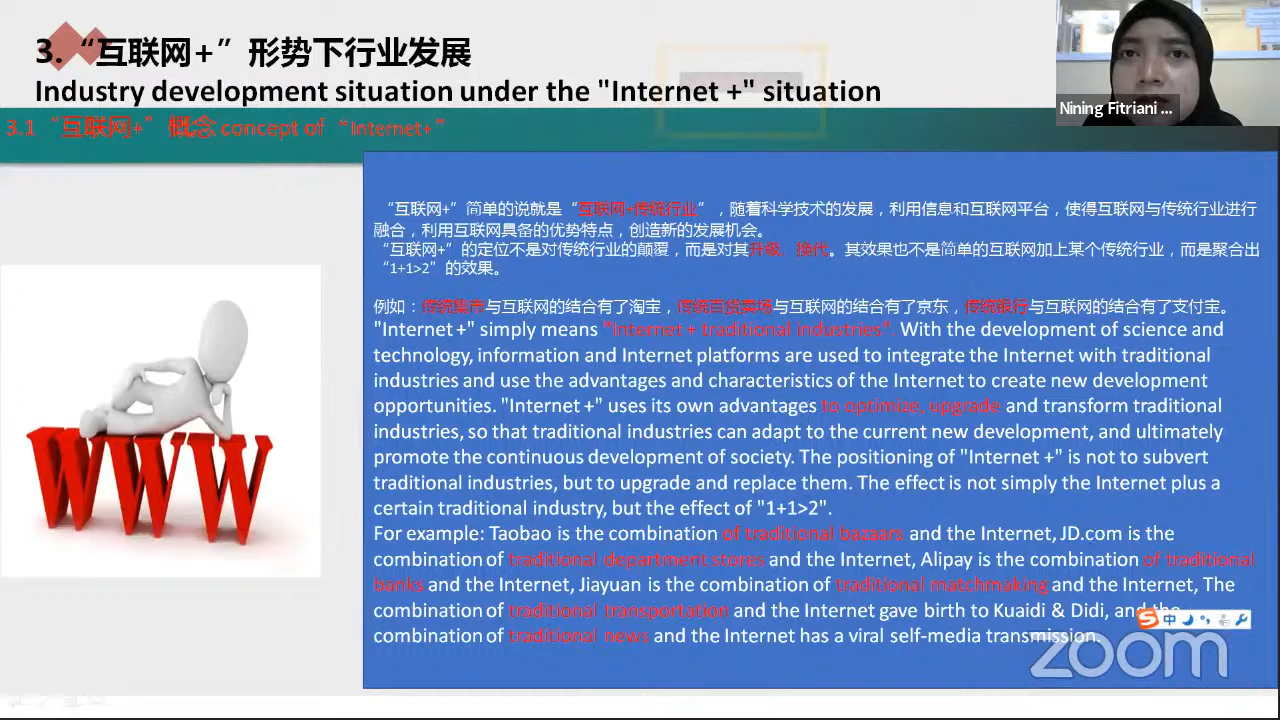 3.“互联网+”形势下行业发展
Industry development situation under the "Internet +" situation
3.1 “互联网+”概念 concept of “Internet+”
Nining Fitriani ...
“互联网+”简单的说就是“互联网+传统行业”，随着科学技术的发展，利用信息和互联网平台，使得互联网与传统行业进行
融合，利用互联网具备的优势特点，创造新的发展机会。
“互联网+”的定位不是对传统行业的颠覆，而是对其升级、换代。其效果也不是简单的互联网加上某个传统行业，而是聚合出
“1+1>2”的效果。
例如：传统集市与互联网的结合有了淘宝，传统百货卖场与互联网的结合有了京东，传统银行与互联网的结合有了支付宝。
"Internet +" simply means "Internet + traditional industries". With the development of science and
technology, information and Internet platforms are used to integrate the Internet with traditional
industries and use the advantages and characteristics of the Internet to create new development
opportunities. "Internet +" uses its own advantages to optimize, upgrade and transform traditional
industries, so that traditional industries can adapt to the current new development, and ultimately
promote the continuous development of society. The positioning of "Internet +" is not to subvert
traditional industries, but to upgrade and replace them. The effect is not simply the Internet plus a
certain traditional industry, but the effect of "1+1>2".
For example: Taobao is the combination of traditional bazaars and the Internet, JD.com is the
combination of traditional department stores and the Internet, Alipay is the combination of traditional
banks and the Internet, Jiayuan is the combination of traditional matchmaking and the Internet, The
combination of traditional transportation and the Internet gave birth to Kuaidi & Didi, and the
combination of traditional news and the Internet has a viral self-media transmission.
S 中
zoom
WWW